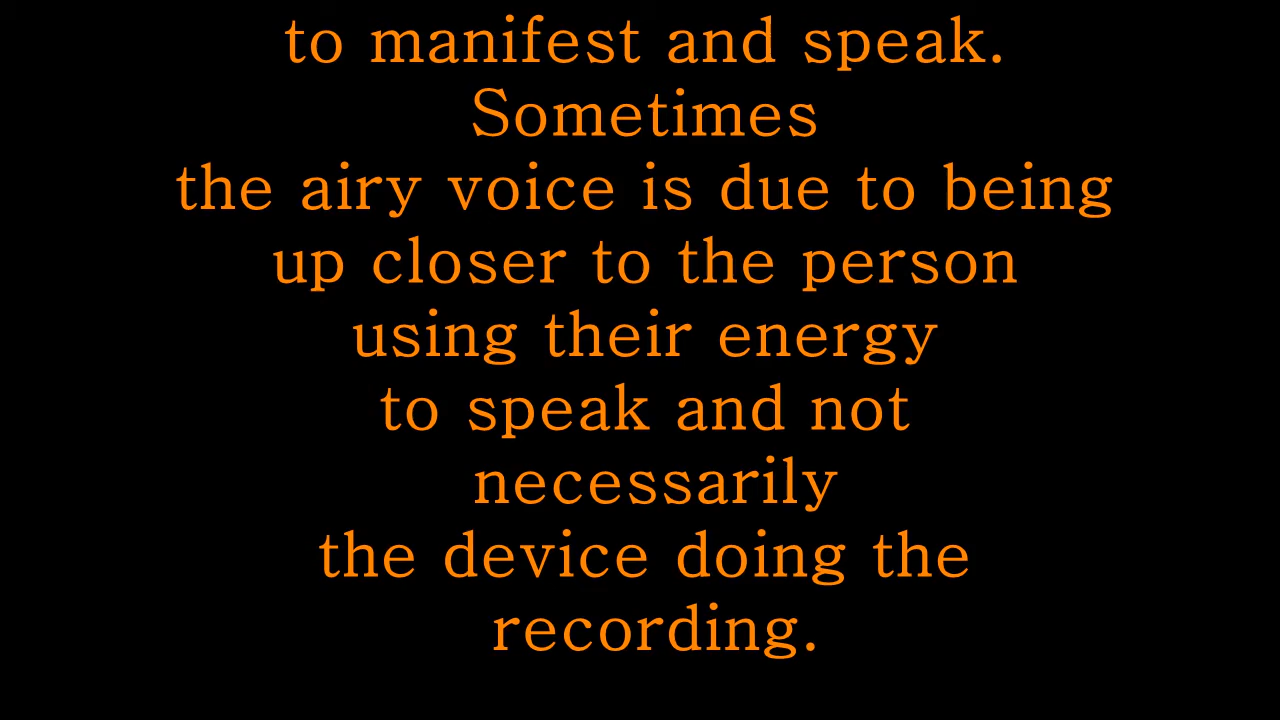 to manifest and speak.
Sometimes
the airy voice is due to being
up closer to the person
using their energy
to speak and not
necessarily
the device doing the
recording.